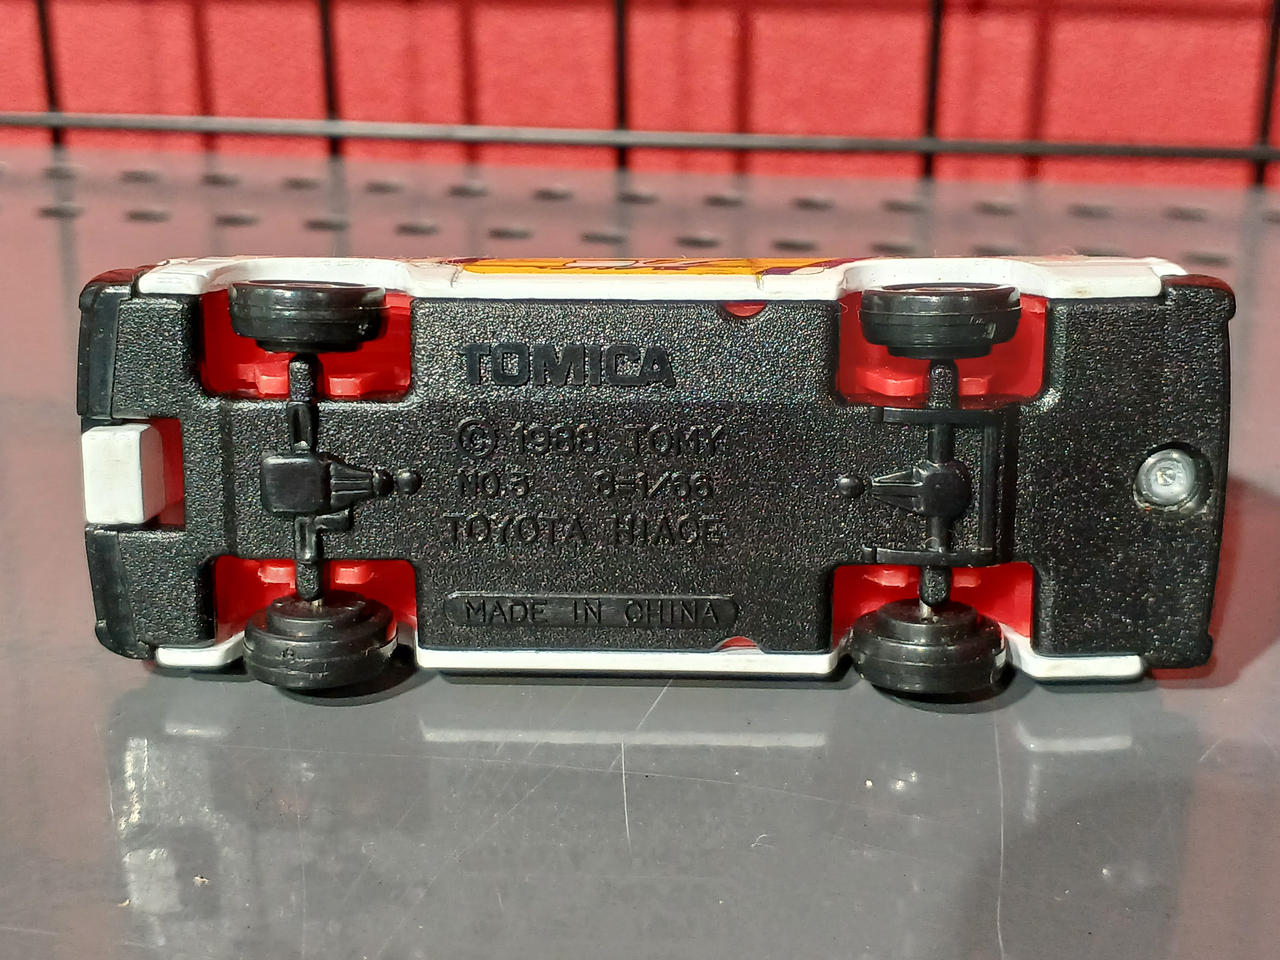 TOMICA
© 1988 TOMY
NO.5 S=1/66
TOYOTA HIACE
MADE IN CHINA